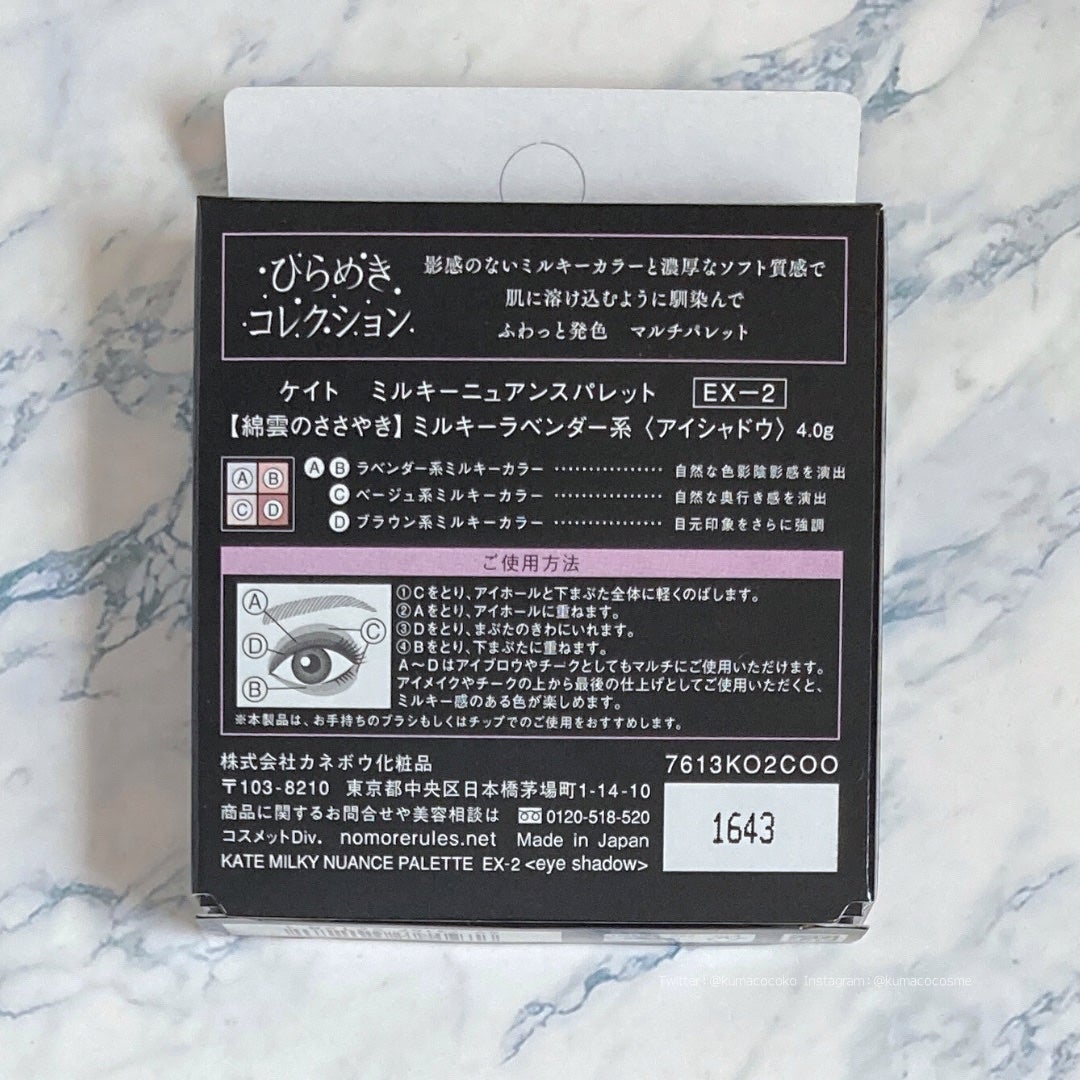 ひらめき
コレクション
影感のないミルキーカラーと濃厚なソフト質感で
肌に溶け込むように馴染んで
ふわっと発色 マルチパレット
ケイト ミルキーニュアンスパレット EX-2
【綿雲のささやき】ミルキーラベンダー系〈アイシャドウ〉4.0g
A B
C D
A B ラベンダー系ミルキーカラー ················ 自然な色影陰影感を演出
C ベージュ系ミルキーカラー ················ 自然な奥行き感を演出
D ブラウン系ミルキーカラー ················ 目元印象をさらに強調
ご使用方法
A
C
D
B
①Cをとり、アイホールと下まぶた全体に軽くのばします。
②Aをとり、アイホールに重ねます。
③Dをとり、まぶたのきわにいれます。
④Bをとり、下まぶたに重ねます。
A～Dはアイブロウやチークとしてもマルチにご使用いただけます。
アイメイクやチークの上から最後の仕上げとしてご使用いただくと、
ミルキー感のある色が楽しめます。
※本製品は、お手持ちのブラシもしくはチップでのご使用をおすすめします。
株式会社カネボウ化粧品
〒103-8210 東京都中央区日本橋茅場町1-14-10
商品に関するお問合せや美容相談は 0120-518-520
コスメットDiv. nomorerules.net Made in Japan
KATE MILKY NUANCE PALETTE EX-2 <eye shadow>
7613KO2COO
1643
Twitter: @kumacocoko Instagram: @kumacocosme